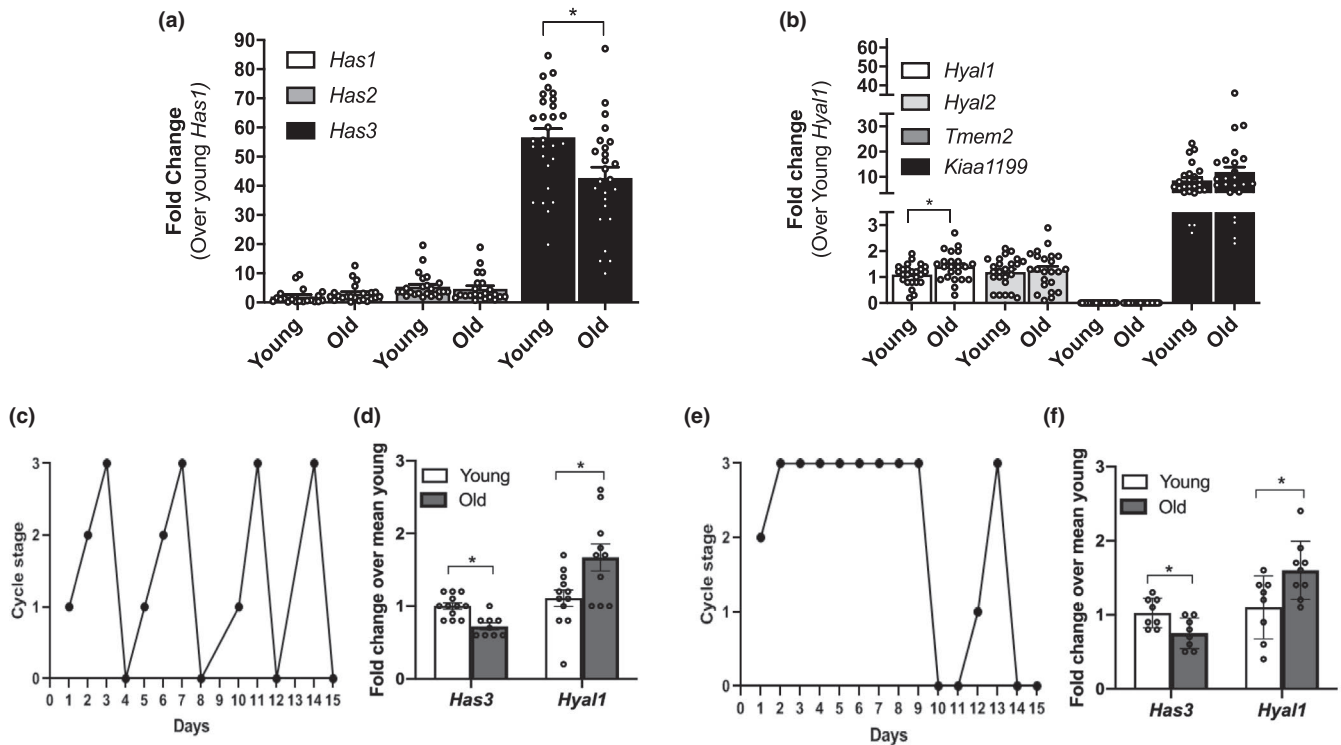 (a)
*
Fold Change
(Over young Has1)
90
80
70
60
50
40
30
20
10
0
Has1
Has2
Has3
Young
Old
Young
Old
Young
Old
(b)
Fold change
(Over Young Hyal1)
60
50
40
30
20
10
3
2
1
0
Hyal1
Hyal2
Tmem2
Kiaa1199
*
Young
Old
Young
Old
Young
Old
Young
Old
(c)
Cycle stage
3
2
1
0
0 1 2 3 4 5 6 7 8 9 10 11 12 13 14 15
Days
(d)
Fold change over mean young
3
2
1
0
Young
Old
*
*
Has3 Hyal1
(e)
Cycle stage
3
2
1
0
0 1 2 3 4 5 6 7 8 9 10 11 12 13 14 15
Days
(f)
Fold change over mean young
3
2
1
0
Young
Old
*
*
Has3 Hyal1